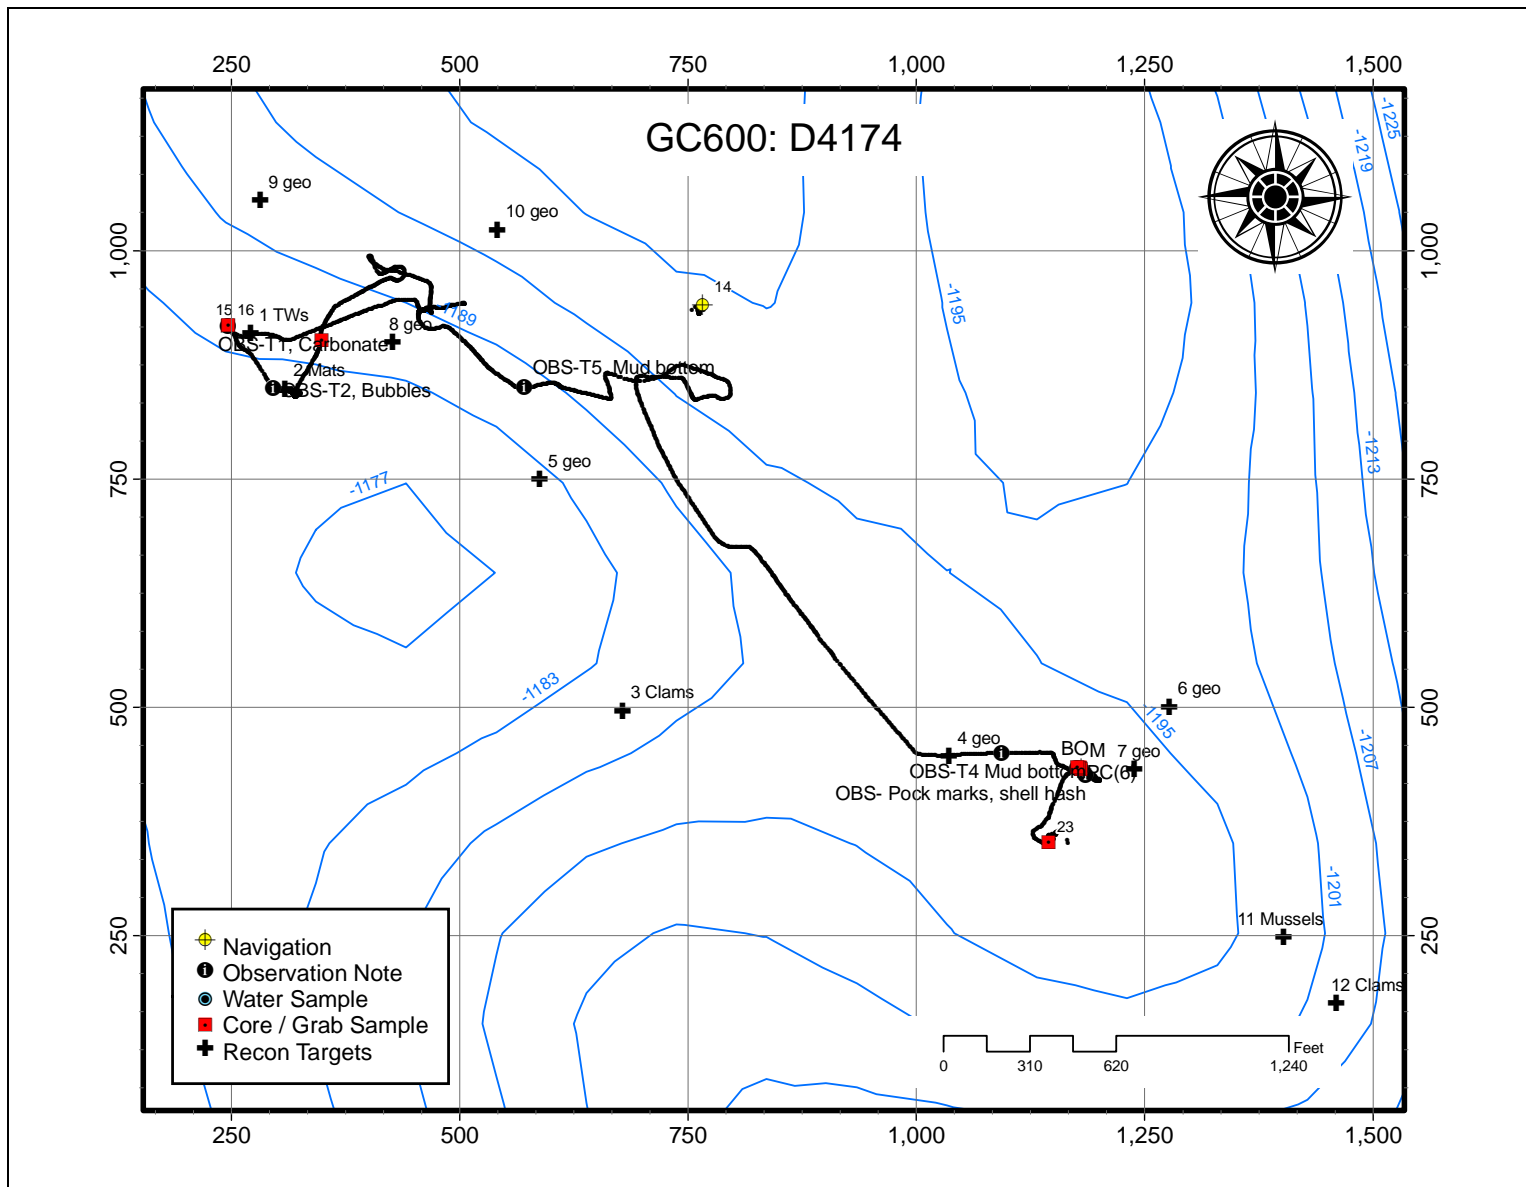 250 500 750 1,000 1,250 1,500
GC600: D4174
-1225
-1219
9 geo
10 geo
1,000
1,000
14
-1195
-1189
15 16 1 TWs
8 geo
OBS-T1, Carbonate
2 Mats
OBS-T2, Bubbles
OBS-T5, Mud bottom
-1213
5 geo
750
750
-1177
-1183
3 Clams
6 geo
500
500
-1195
-1207
4 geo
BOM 7 geo
OBS-T4 Mud bottom PC(6)
OBS- Pock marks, shell hash
23
-1201
11 Mussels
250
250
12 Clams
Navigation
Observation Note
Water Sample
Core / Grab Sample
Recon Targets
Feet
0 310 620 1,240
250 500 750 1,000 1,250 1,500